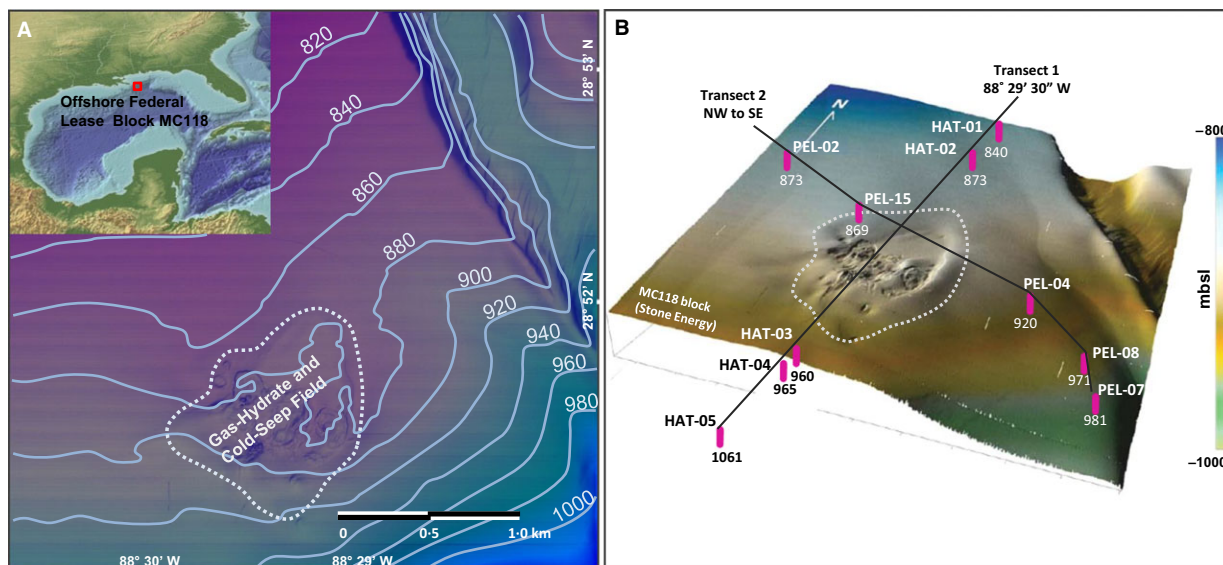 A
Offshore Federal
Lease Block MC118
820
840
860
880
900
920
940
960
980
1000
28° 53' N
28° 52' N
Gas-Hydrate and
Cold-Seep Field
0
0·5
1·0 km
88° 30' W
88° 29' W
B
Transect 1
88° 29' 30" W
Transect 2
NW to SE
N
HAT-01
840
HAT-02
873
PEL-02
873
PEL-15
869
PEL-04
920
MC118 block
(Stone Energy)
HAT-03
960
HAT-04
965
PEL-08
971
PEL-07
981
HAT-05
1061
−800
mbsl
−1000